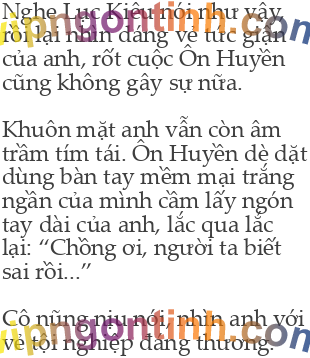 Nghe Lục Kiêu nói như vậy
rồi lại nhìn dáng vẻ tức giận
của anh, rốt cuộc Ôn Huyền
cũng không gây sự nữa.
Khuôn mặt anh vẫn còn âm
trầm tím tái. Ôn Huyền dè dặt
dùng bàn tay mềm mại trắng
ngần của mình cầm lấy ngón
tay dài của anh, lắc qua lắc
lại: “Chồng ơi, người ta biết
sai rồi...”
Cô nũng nịu nói, nhìn anh với
vẻ tội nghiệp đáng thương.
vipngontinh.com
vipngontinh.com